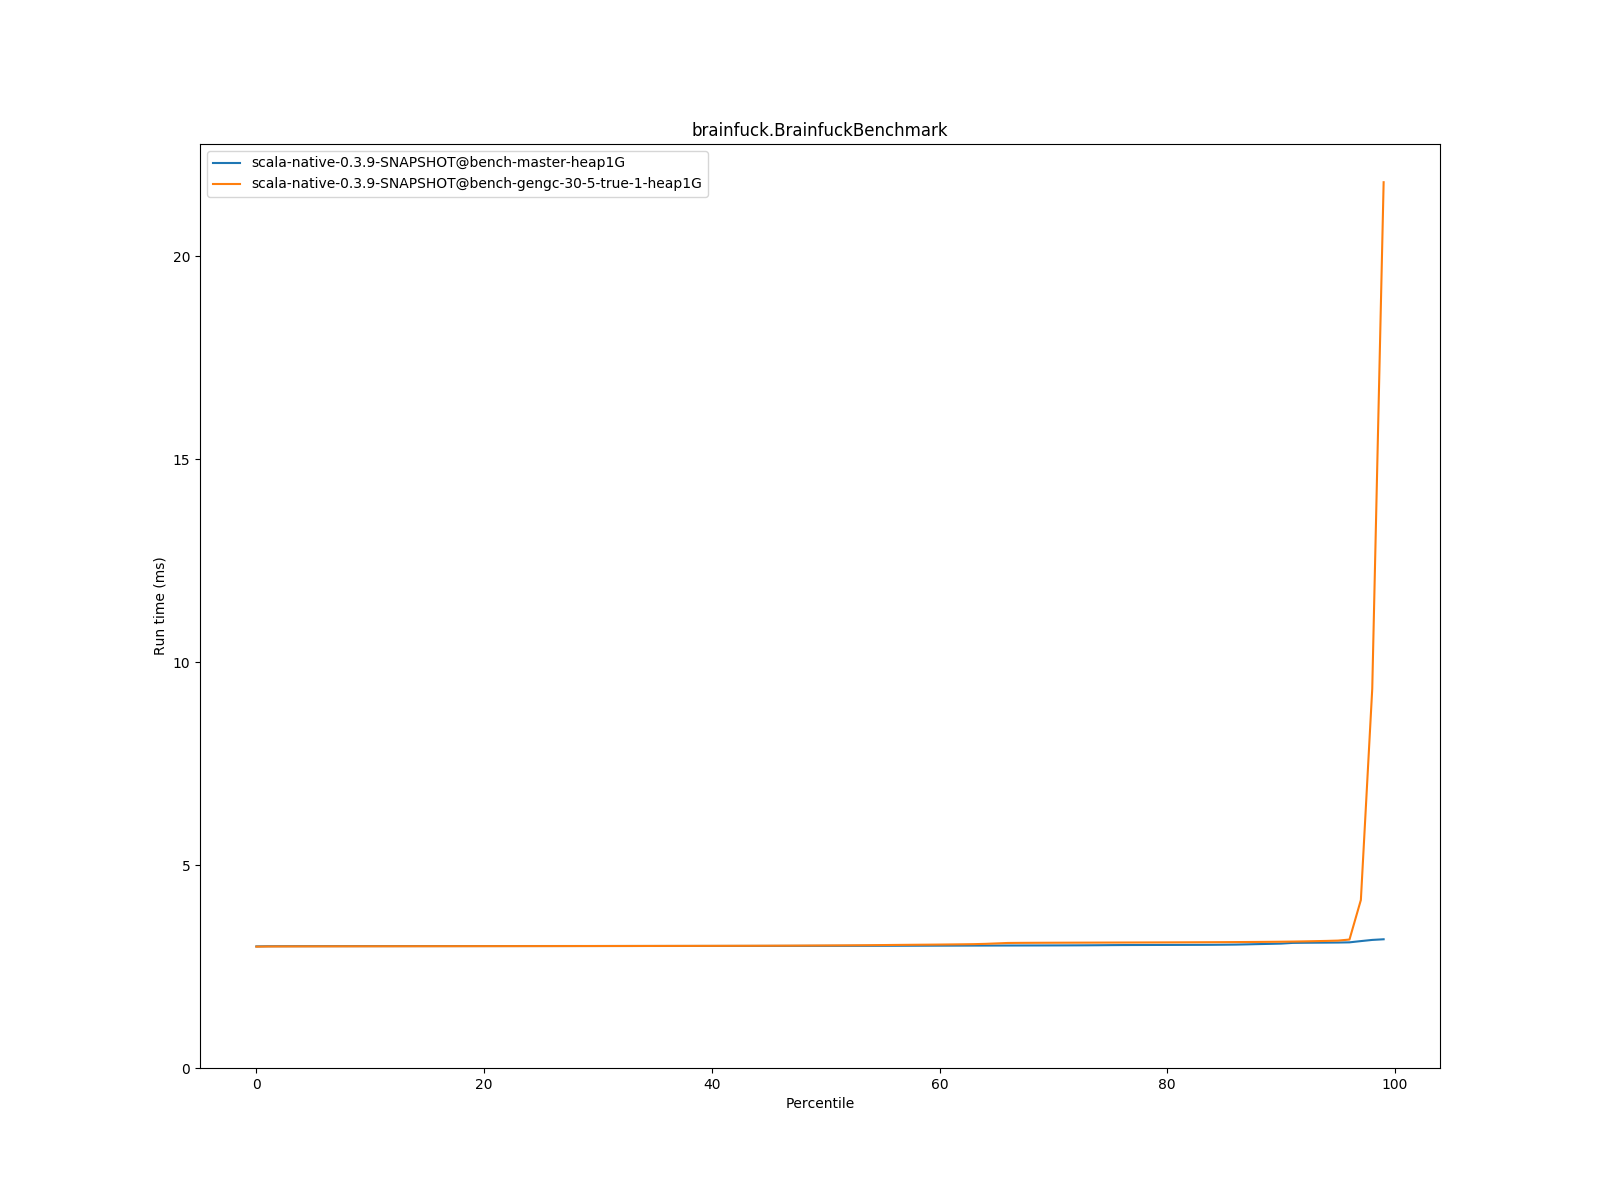 brainfuck.BrainfuckBenchmark
scala-native-0.3.9-SNAPSHOT@bench-master-heap1G
scala-native-0.3.9-SNAPSHOT@bench-gengc-30-5-true-1-heap1G
20
15
10
5
0
Run time (ms)
0 20 40 60 80 100
Percentile